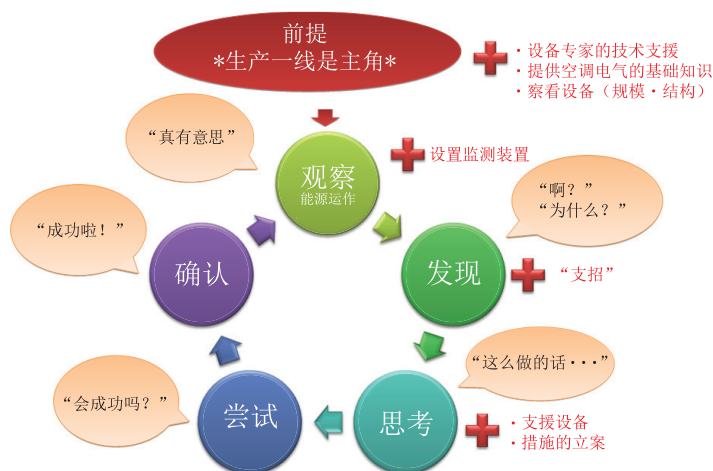 前提
*生产一线是主角*
·设备专家的技术支援
·提供空调电气的基础知识
·察看设备（规模·结构）
“真有意思”
观察
能源运作
设置监测装置
“啊？”
“为什么？”
“成功啦！”
确认
发现
“支招”
“这么做的话···”
“会成功吗？”
尝试
思考
·支援设备
·措施的立案